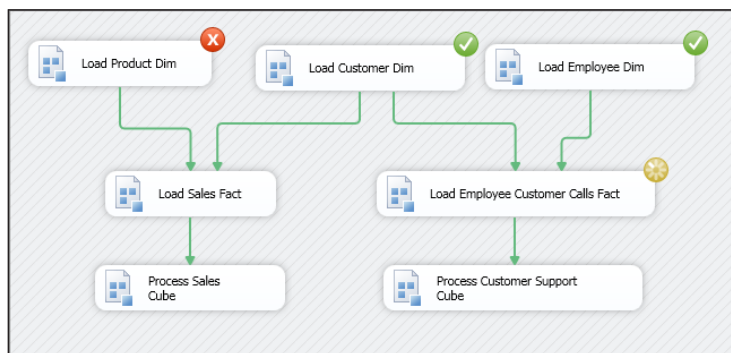 Load Product Dim
Load Customer Dim
Load Employee Dim
Load Sales Fact
Load Employee Customer Calls Fact
Process Sales
Cube
Process Customer Support
Cube